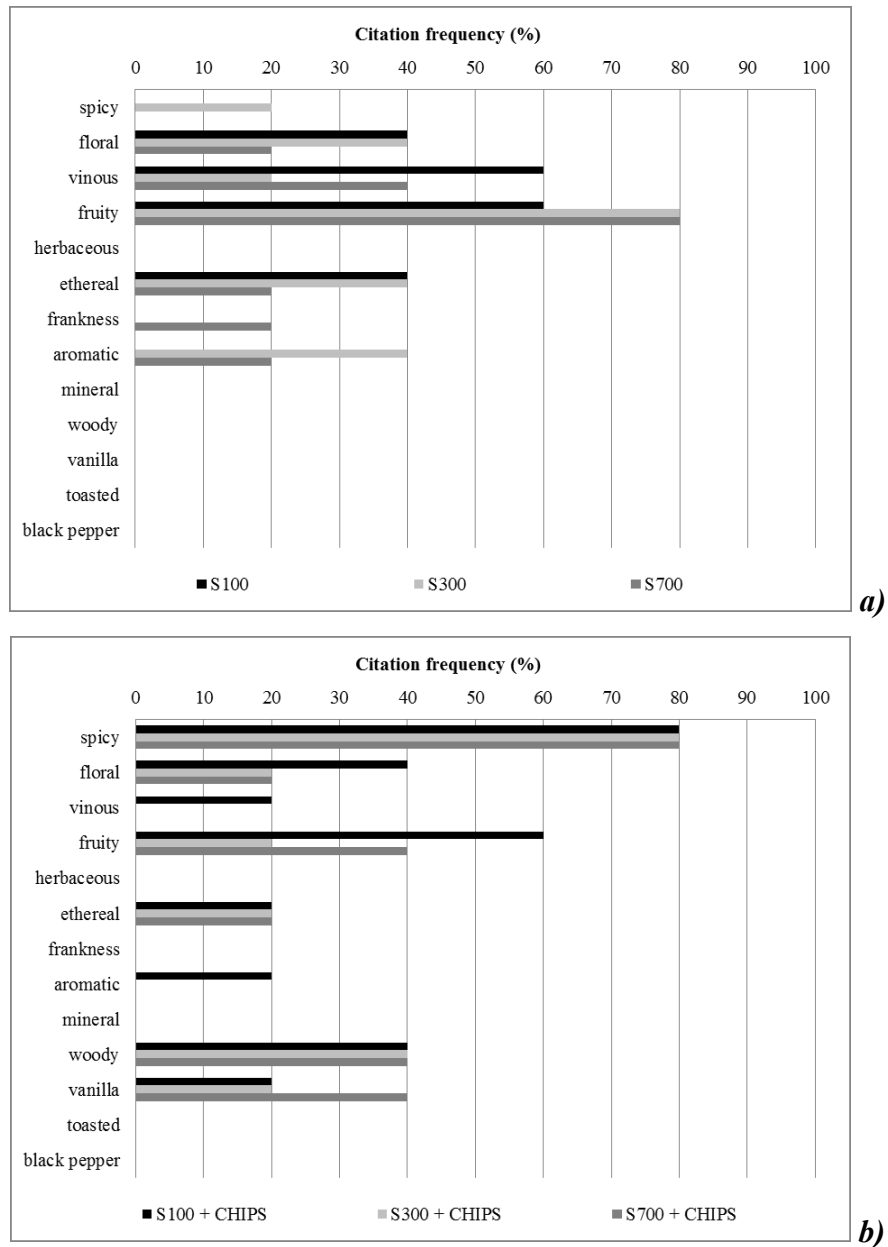 Citation frequency (%)
0 10 20 30 40 50 60 70 80 90 100
spicy
floral
vinous
fruity
herbaceous
ethereal
frankness
aromatic
mineral
woody
vanilla
toasted
black pepper
S100 S300 S700
a)
Citation frequency (%)
0 10 20 30 40 50 60 70 80 90 100
spicy
floral
vinous
fruity
herbaceous
ethereal
frankness
aromatic
mineral
woody
vanilla
toasted
black pepper
S100 + CHIPS S300 + CHIPS S700 + CHIPS
b)